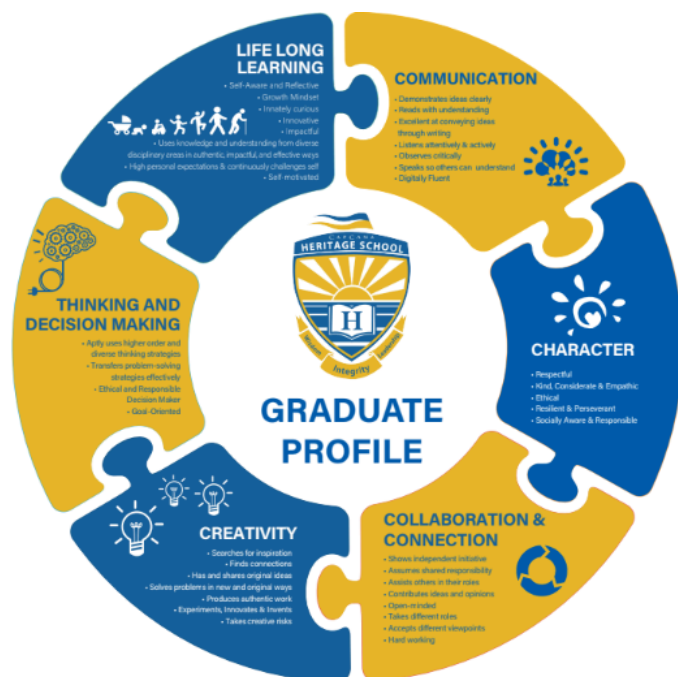 LIFE LONG
LEARNING
• Self-Aware and Reflective
• Growth Mindset
• Innately curious
• Innovative
• Impactful
• Uses knowledge and understanding from diverse
disciplinary areas in authentic, impactful, and effective ways
• High personal expectations & continuously challenges self
• Self-motivated
COMMUNICATION
• Demonstrates ideas clearly
• Reads with understanding
• Excellent at conveying ideas
through writing
• Listens attentively & actively
• Observes critically
• Speaks so others can understand
• Digitally Fluent
CHARACTER
• Respectful
• Kind, Considerate & Empathic
• Ethical
• Resilient & Perseverant
• Socially Aware & Responsible
COLLABORATION &
CONNECTION
• Shows independent initiative
• Assumes shared responsibility
• Assists others in their roles
• Contributes ideas and opinions
• Open-minded
• Takes different roles
• Accepts different viewpoints
• Hard working
CREATIVITY
• Searches for inspiration
• Finds connections
• Has and shares original ideas
• Solves problems in new and original ways
• Produces authentic work
• Experiments, Innovates & Invents
• Takes creative risks
THINKING AND
DECISION MAKING
• Aptly uses higher order and
diverse thinking strategies
• Transfers problem-solving
strategies effectively
• Ethical and Responsible
Decision Maker
• Goal-Oriented
CAP CANA
HERITAGE SCHOOL
H
Wisdom
Integrity
Leadership
GRADUATE
PROFILE